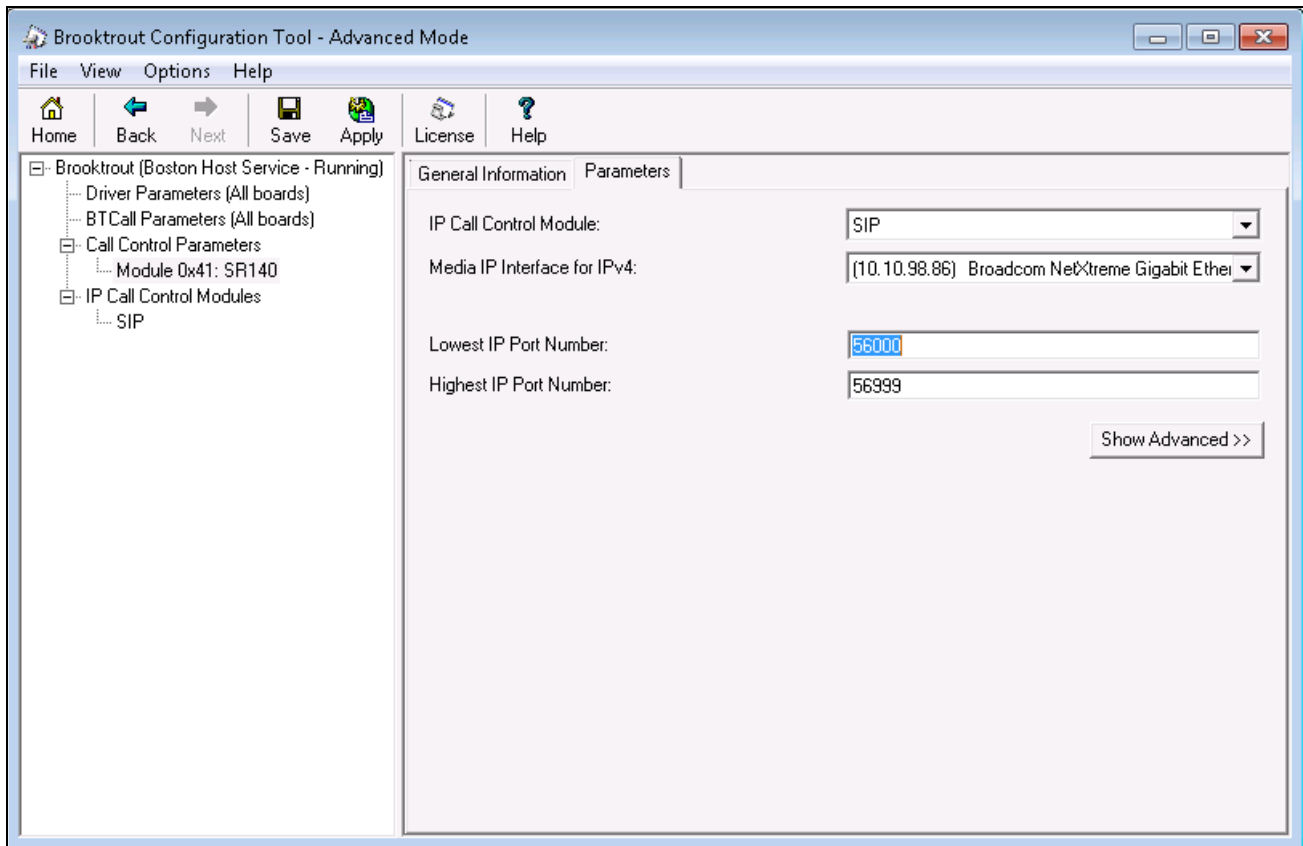 Brooktrout Configuration Tool - Advanced Mode
File View Options Help
Home Back Next Save Apply License Help
Brooktrout (Boston Host Service - Running)
Driver Parameters (All boards)
BTCall Parameters (All boards)
Call Control Parameters
Module 0x41: SR140
IP Call Control Modules
SIP
General Information Parameters
IP Call Control Module: SIP
Media IP Interface for IPv4: (10.10.98.86) Broadcom NetXtreme Gigabit Ether
Lowest IP Port Number: 56000
Highest IP Port Number: 56999
Show Advanced >>